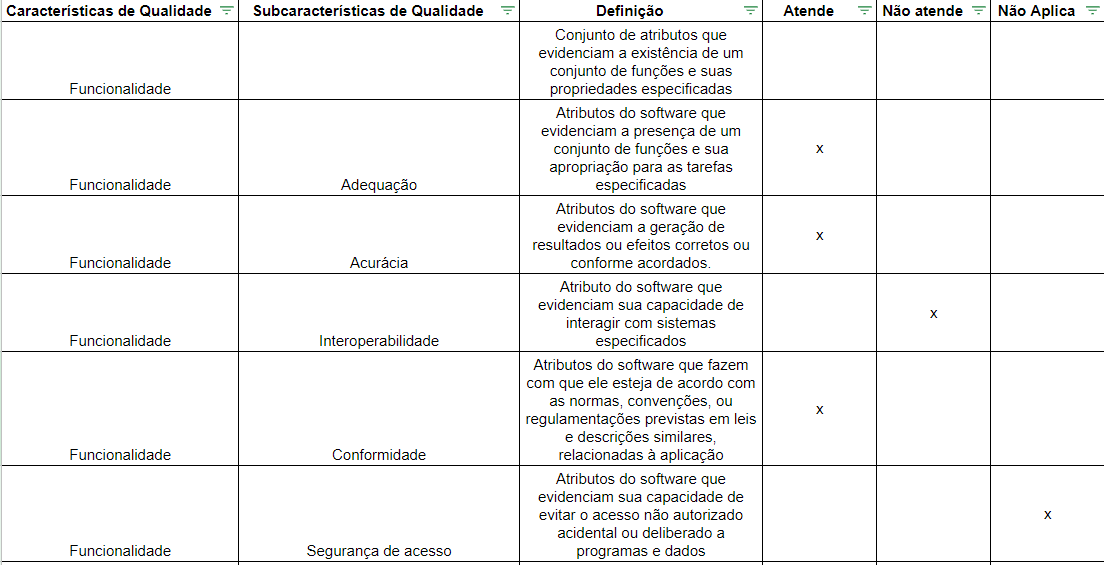 Características de Qualidade Subcaracterísticas de Qualidade Definição Atende Não atende Não Aplica
Conjunto de atributos que
evidenciam a existência de um
conjunto de funções e suas
Funcionalidade propriedades especificadas
Atributos do software que
evidenciam a presença de um
conjunto de funções e sua x
apropriação para as tarefas
Funcionalidade Adequação especificadas
Atributos do software que
evidenciam a geração de x
resultados ou efeitos corretos ou
Funcionalidade Acurácia conforme acordados.
Atributo do software que
evidenciam sua capacidade de x
interagir com sistemas
Funcionalidade Interoperabilidade especificados
Atributos do software que fazem
com que ele esteja de acordo com
as normas, convenções, ou x
regulamentações previstas em leis
e descrições similares,
Funcionalidade Conformidade relacionadas à aplicação
Atributos do software que
evidenciam sua capacidade de
evitar o acesso não autorizado x
acidental ou deliberado a
Funcionalidade Segurança de acesso programas e dados